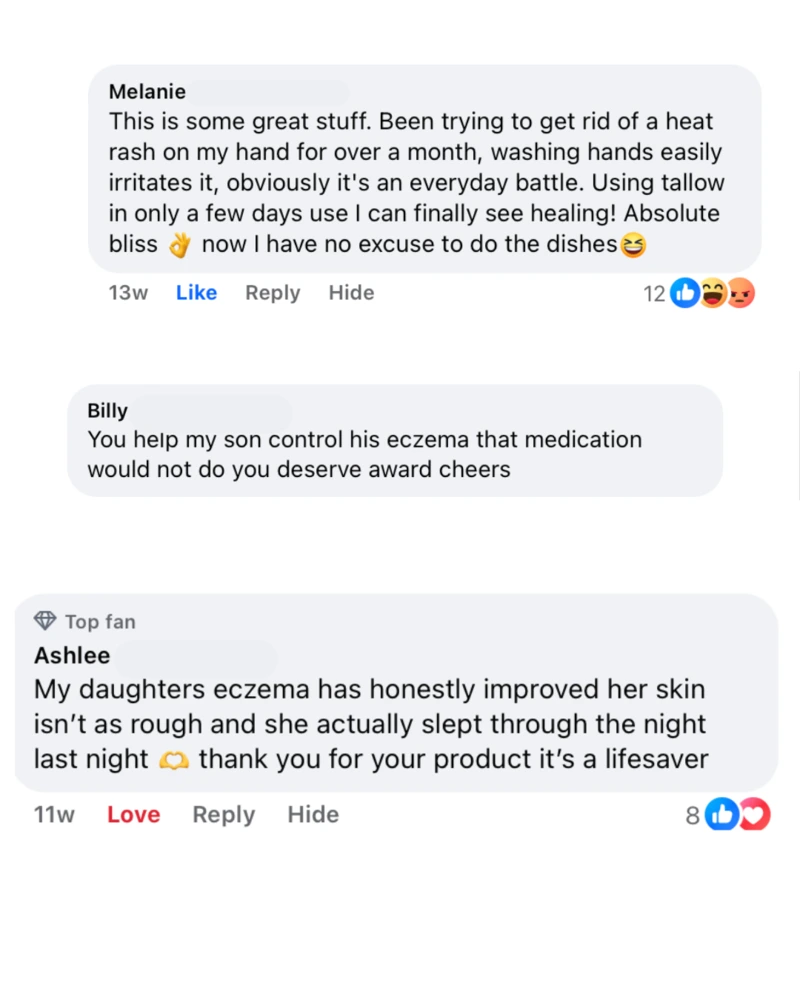 Melanie
This is some great stuff. Been trying to get rid of a heat
rash on my hand for over a month, washing hands easily
irritates it, obviously it's an everyday battle. Using tallow
in only a few days use I can finally see healing! Absolute
bliss 👌 now I have no excuse to do the dishes😆
13w Like Reply Hide 12
Billy
You help my son control his eczema that medication
would not do you deserve award cheers
Top fan
Ashlee
My daughters eczema has honestly improved her skin
isn't as rough and she actually slept through the night
last night 🫶 thank you for your product it's a lifesaver
11w Love Reply Hide 8